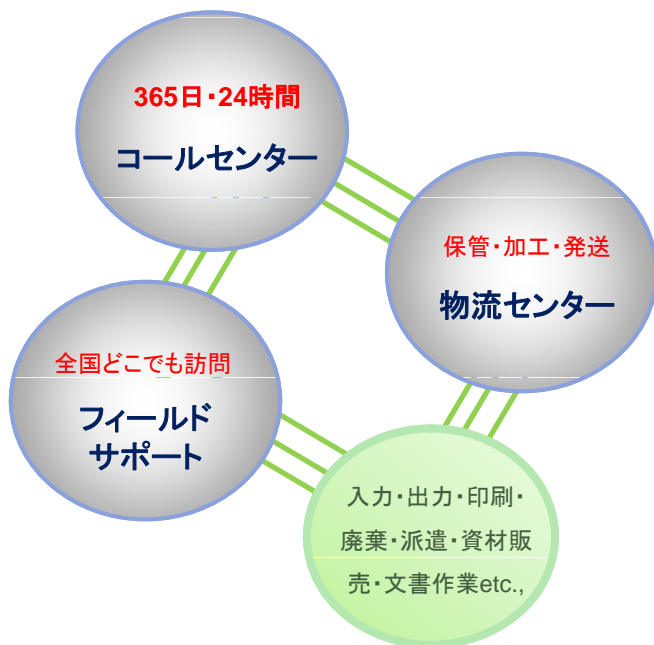 365日・24時間
コールセンター
保管・加工・発送
物流センター
全国どこでも訪問
フィールド
サポート
入力・出力・印刷・
廃棄・派遣・資材販
売・文書作業etc.,